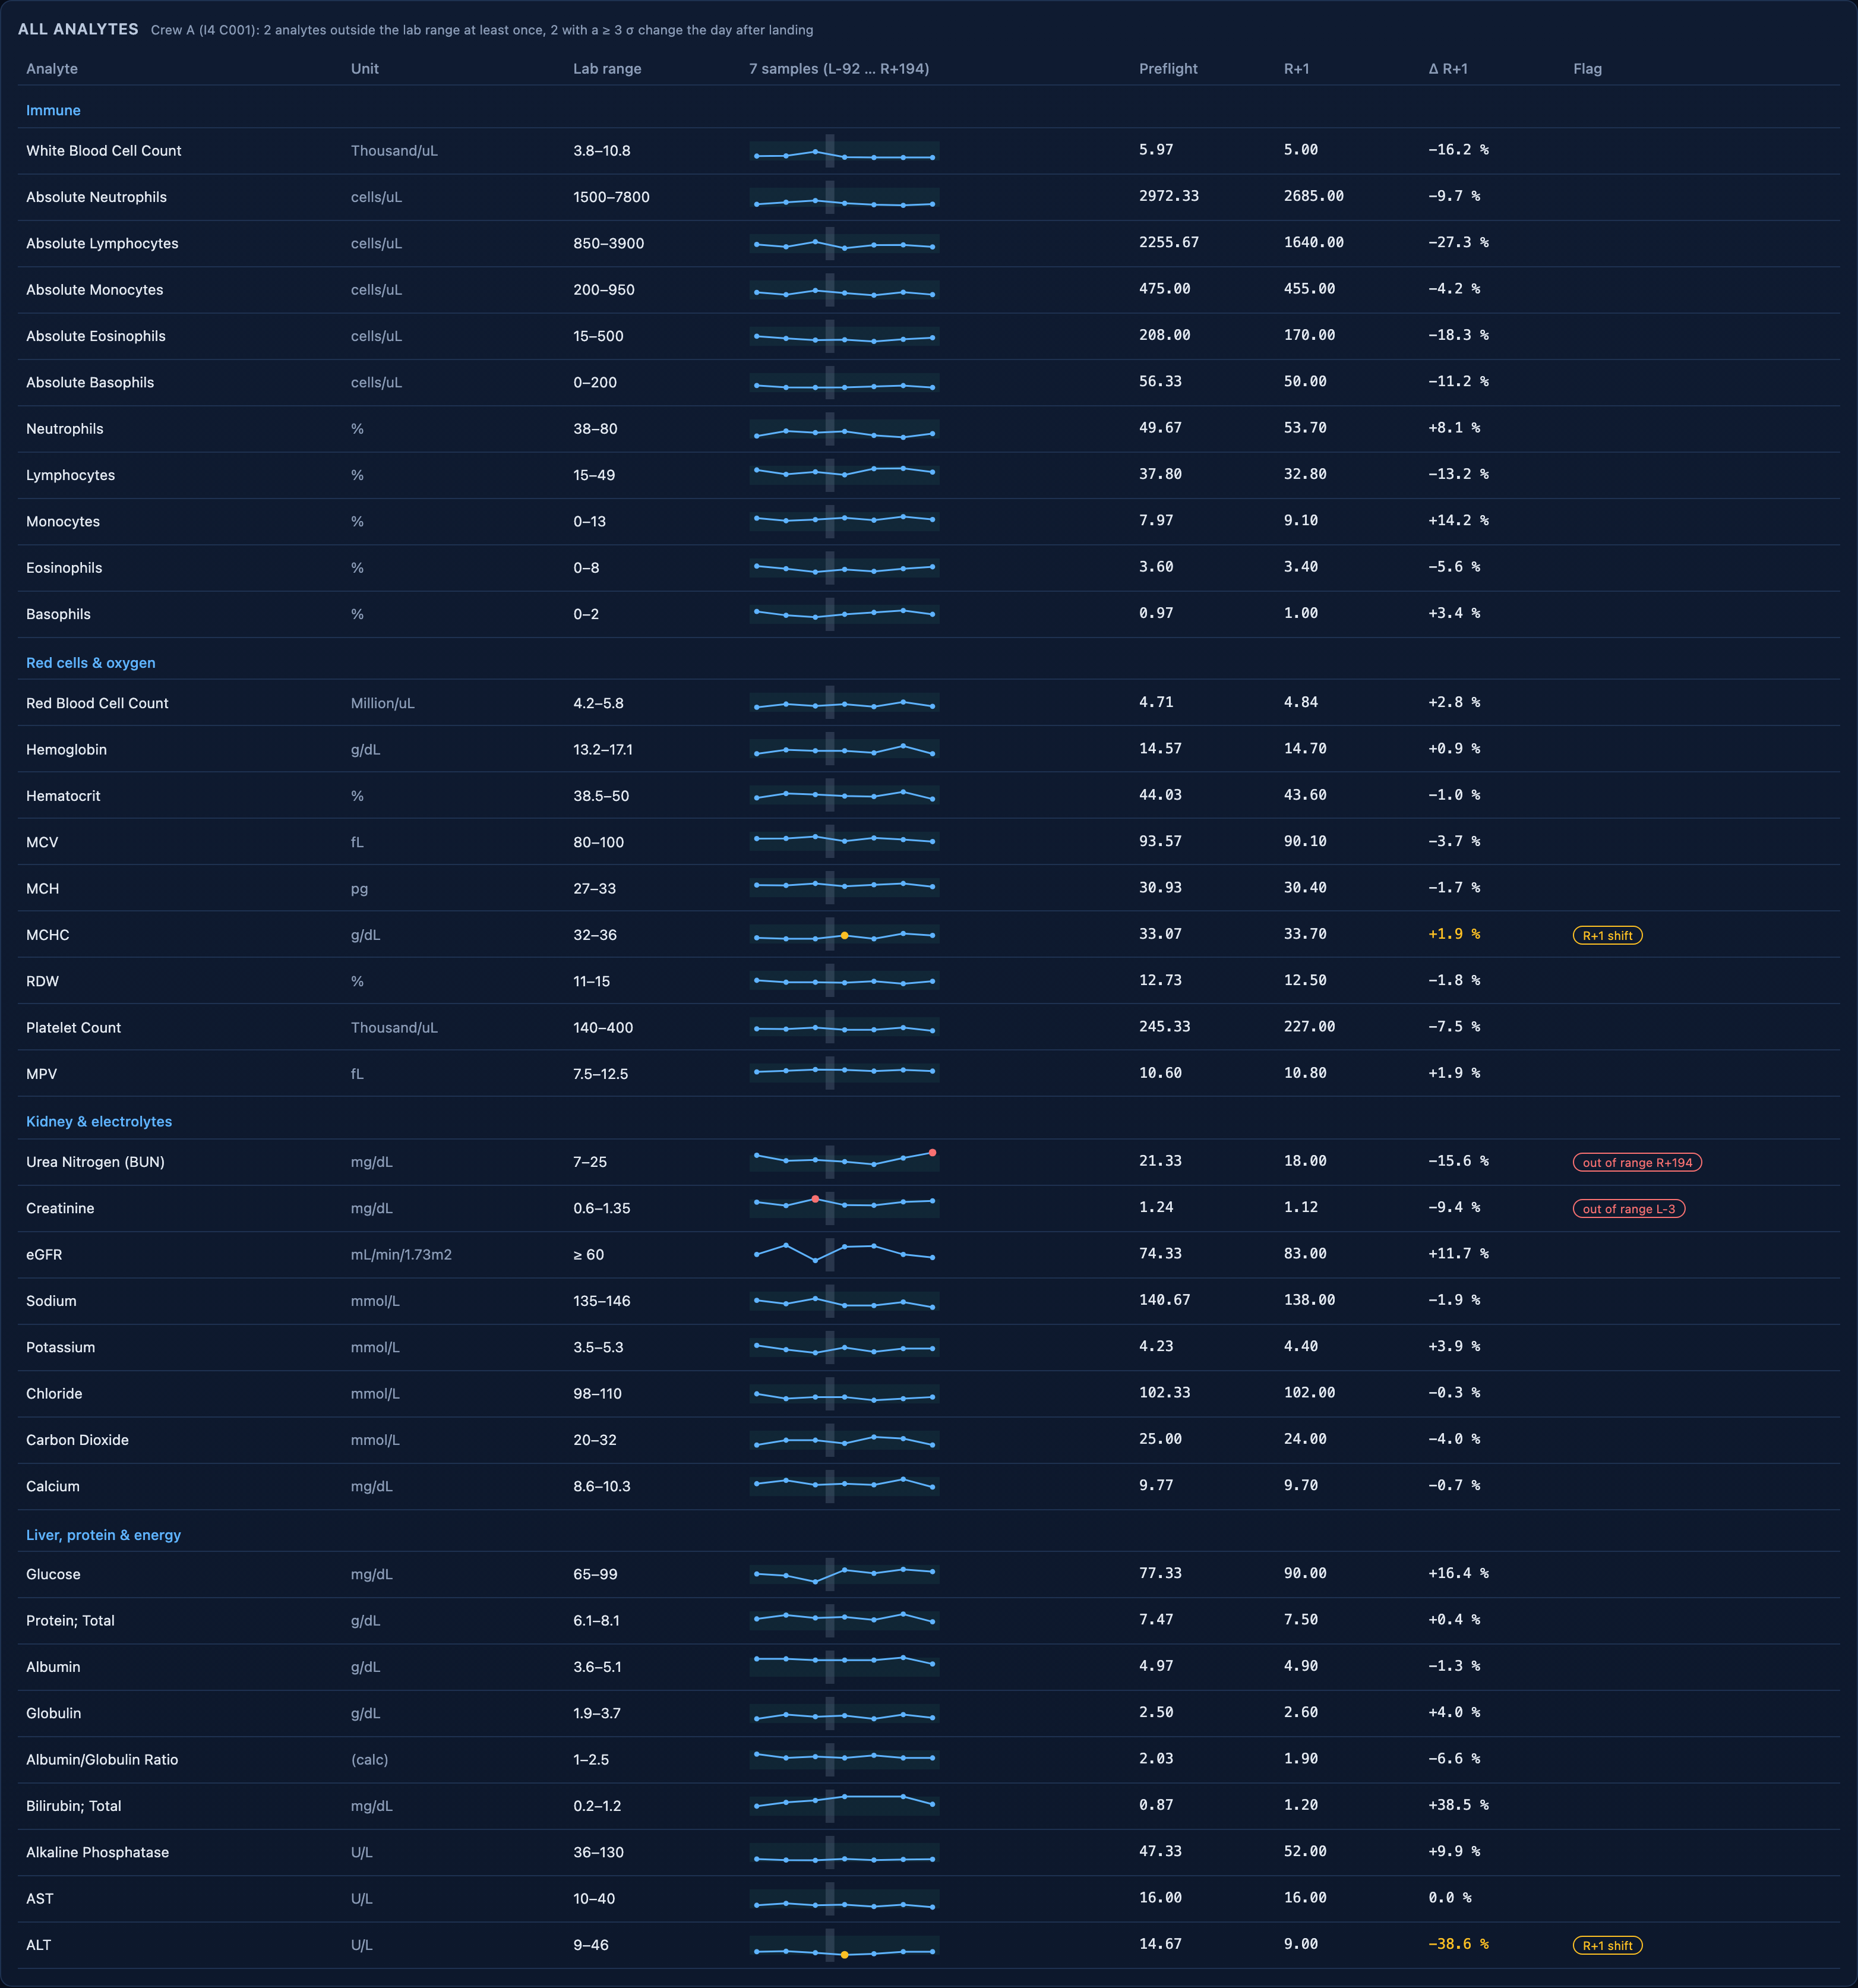 ALL ANALYTES Crew A (I4 C001): 2 analytes outside the lab range at least once, 2 with a ≥ 3 σ change the day after landing
Analyte Unit Lab range 7 samples (L-92 ... R+194) Preflight R+1 Δ R+1 Flag
Immune
White Blood Cell Count Thousand/uL 3.8–10.8 5.97 5.00 −16.2 %
Absolute Neutrophils cells/uL 1500–7800 2972.33 2685.00 −9.7 %
Absolute Lymphocytes cells/uL 850–3900 2255.67 1640.00 −27.3 %
Absolute Monocytes cells/uL 200–950 475.00 455.00 −4.2 %
Absolute Eosinophils cells/uL 15–500 208.00 170.00 −18.3 %
Absolute Basophils cells/uL 0–200 56.33 50.00 −11.2 %
Neutrophils % 38–80 49.67 53.70 +8.1 %
Lymphocytes % 15–49 37.80 32.80 −13.2 %
Monocytes % 0–13 7.97 9.10 +14.2 %
Eosinophils % 0–8 3.60 3.40 −5.6 %
Basophils % 0–2 0.97 1.00 +3.4 %
Red cells & oxygen
Red Blood Cell Count Million/uL 4.2–5.8 4.71 4.84 +2.8 %
Hemoglobin g/dL 13.2–17.1 14.57 14.70 +0.9 %
Hematocrit % 38.5–50 44.03 43.60 −1.0 %
MCV fL 80–100 93.57 90.10 −3.7 %
MCH pg 27–33 30.93 30.40 −1.7 %
MCHC g/dL 32–36 33.07 33.70 +1.9 % R+1 shift
RDW % 11–15 12.73 12.50 −1.8 %
Platelet Count Thousand/uL 140–400 245.33 227.00 −7.5 %
MPV fL 7.5–12.5 10.60 10.80 +1.9 %
Kidney & electrolytes
Urea Nitrogen (BUN) mg/dL 7–25 21.33 18.00 −15.6 % out of range R+194
Creatinine mg/dL 0.6–1.35 1.24 1.12 −9.4 % out of range L-3
eGFR mL/min/1.73m2 ≥ 60 74.33 83.00 +11.7 %
Sodium mmol/L 135–146 140.67 138.00 −1.9 %
Potassium mmol/L 3.5–5.3 4.23 4.40 +3.9 %
Chloride mmol/L 98–110 102.33 102.00 −0.3 %
Carbon Dioxide mmol/L 20–32 25.00 24.00 −4.0 %
Calcium mg/dL 8.6–10.3 9.77 9.70 −0.7 %
Liver, protein & energy
Glucose mg/dL 65–99 77.33 90.00 +16.4 %
Protein; Total g/dL 6.1–8.1 7.47 7.50 +0.4 %
Albumin g/dL 3.6–5.1 4.97 4.90 −1.3 %
Globulin g/dL 1.9–3.7 2.50 2.60 +4.0 %
Albumin/Globulin Ratio (calc) 1–2.5 2.03 1.90 −6.6 %
Bilirubin; Total mg/dL 0.2–1.2 0.87 1.20 +38.5 %
Alkaline Phosphatase U/L 36–130 47.33 52.00 +9.9 %
AST U/L 10–40 16.00 16.00 0.0 %
ALT U/L 9–46 14.67 9.00 −38.6 % R+1 shift